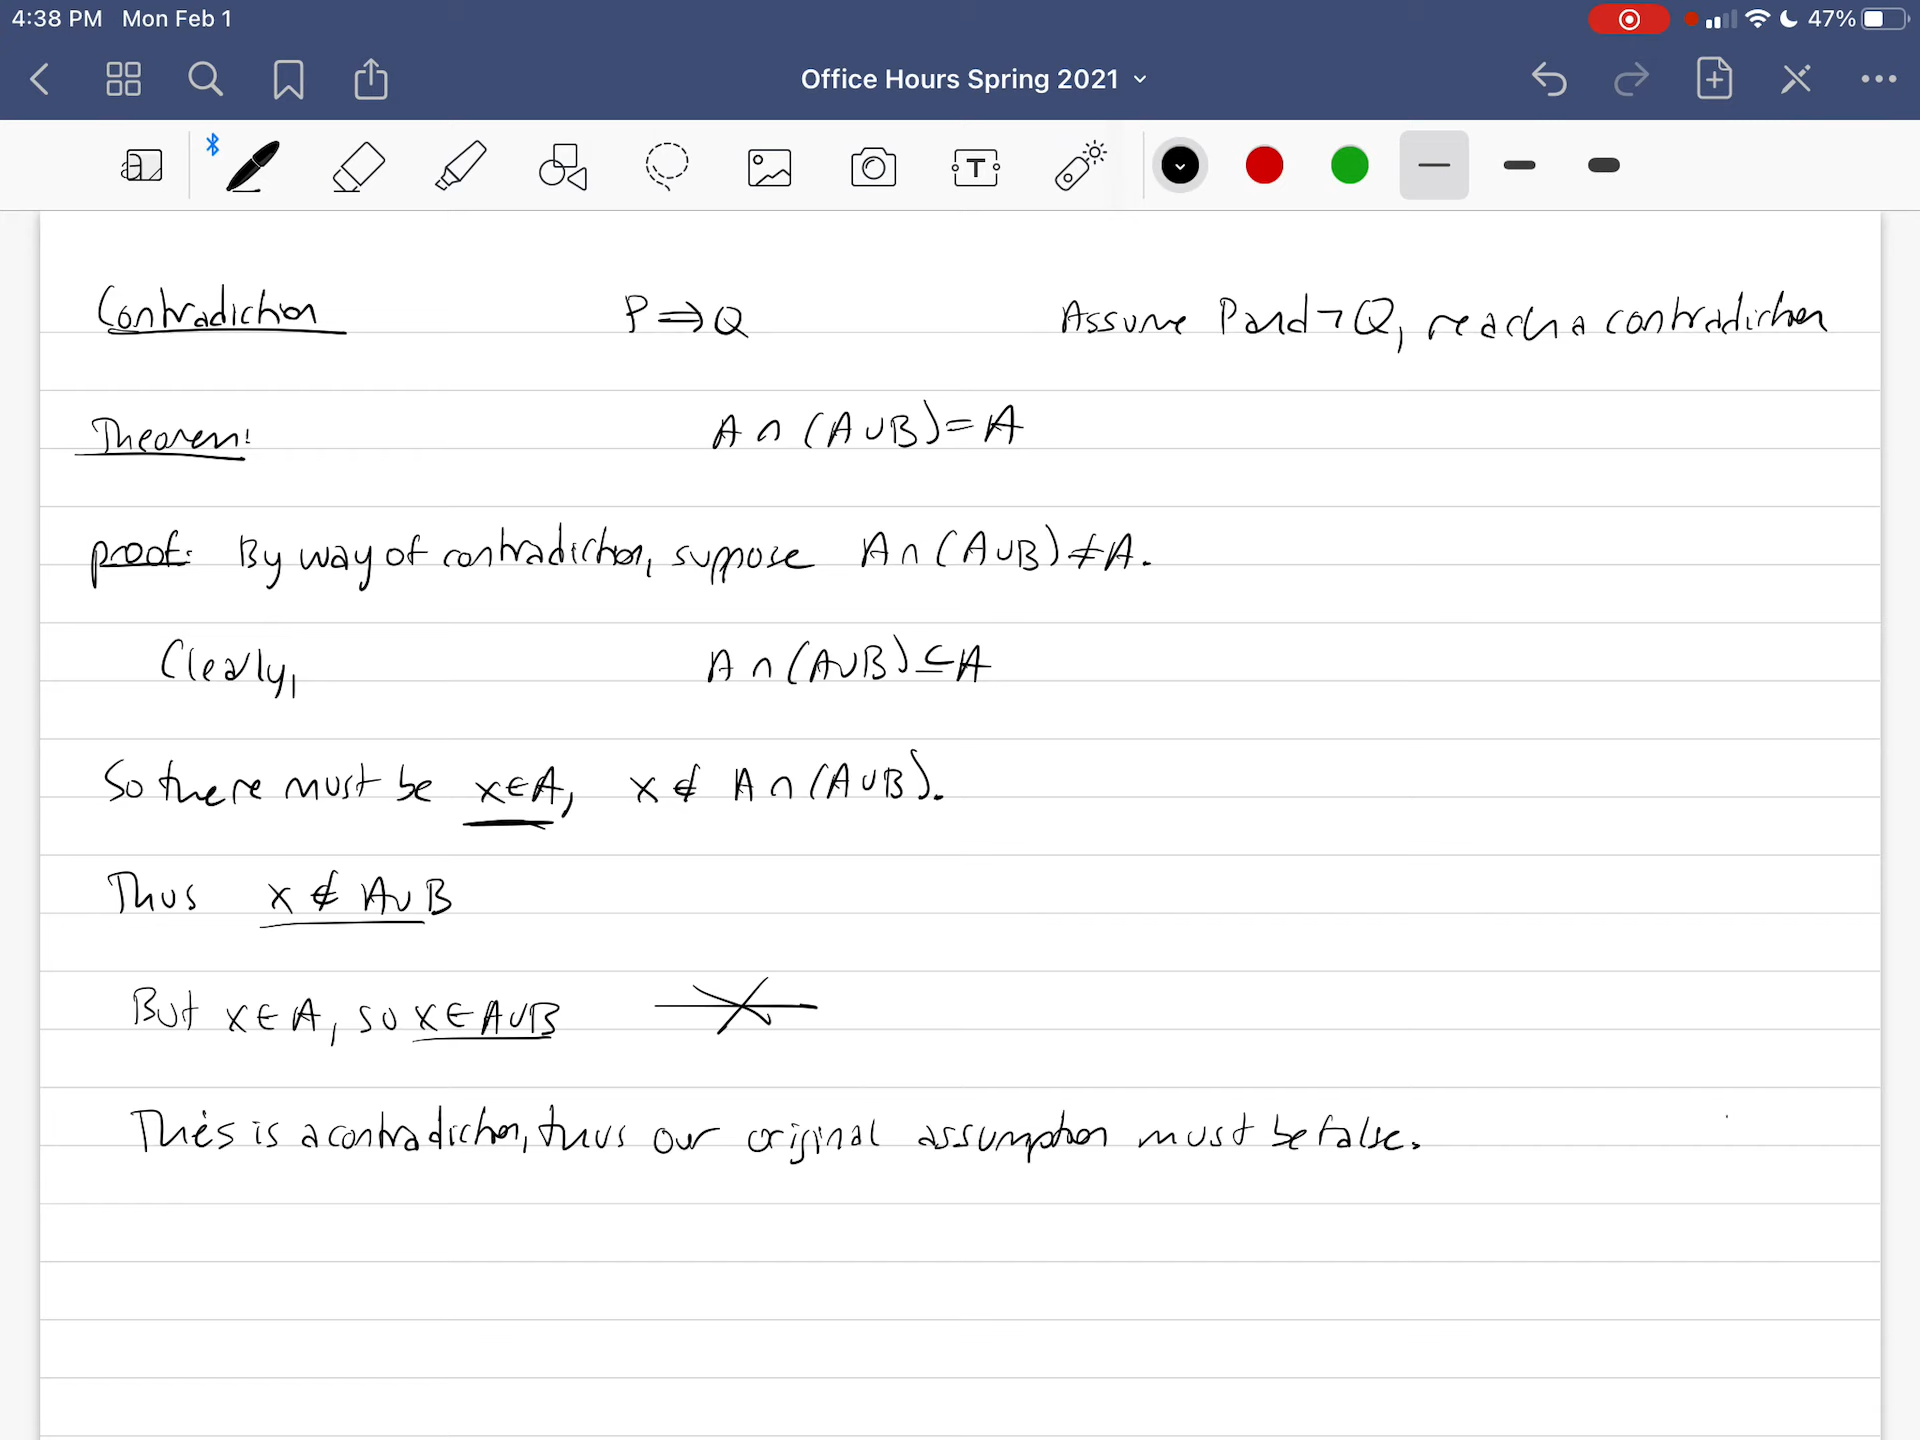 4:38 PM Mon Feb 1 47%
Office Hours Spring 2021
T
Contradiction P ⇒ Q Assume P and ¬Q, reach a contradiction
Theorem: A ∩ (A ∪ B) = A
proof: By way of contradiction, suppose A ∩ (A ∪ B) ≠ A.
Clearly, A ∩ (A ∪ B) ⊆ A
So there must be x ∈ A, x ∉ A ∩ (A ∪ B).
Thus x ∉ A ∪ B
But x ∈ A, so x ∈ A ∪ B
This is a contradiction, thus our original assumption must be false.